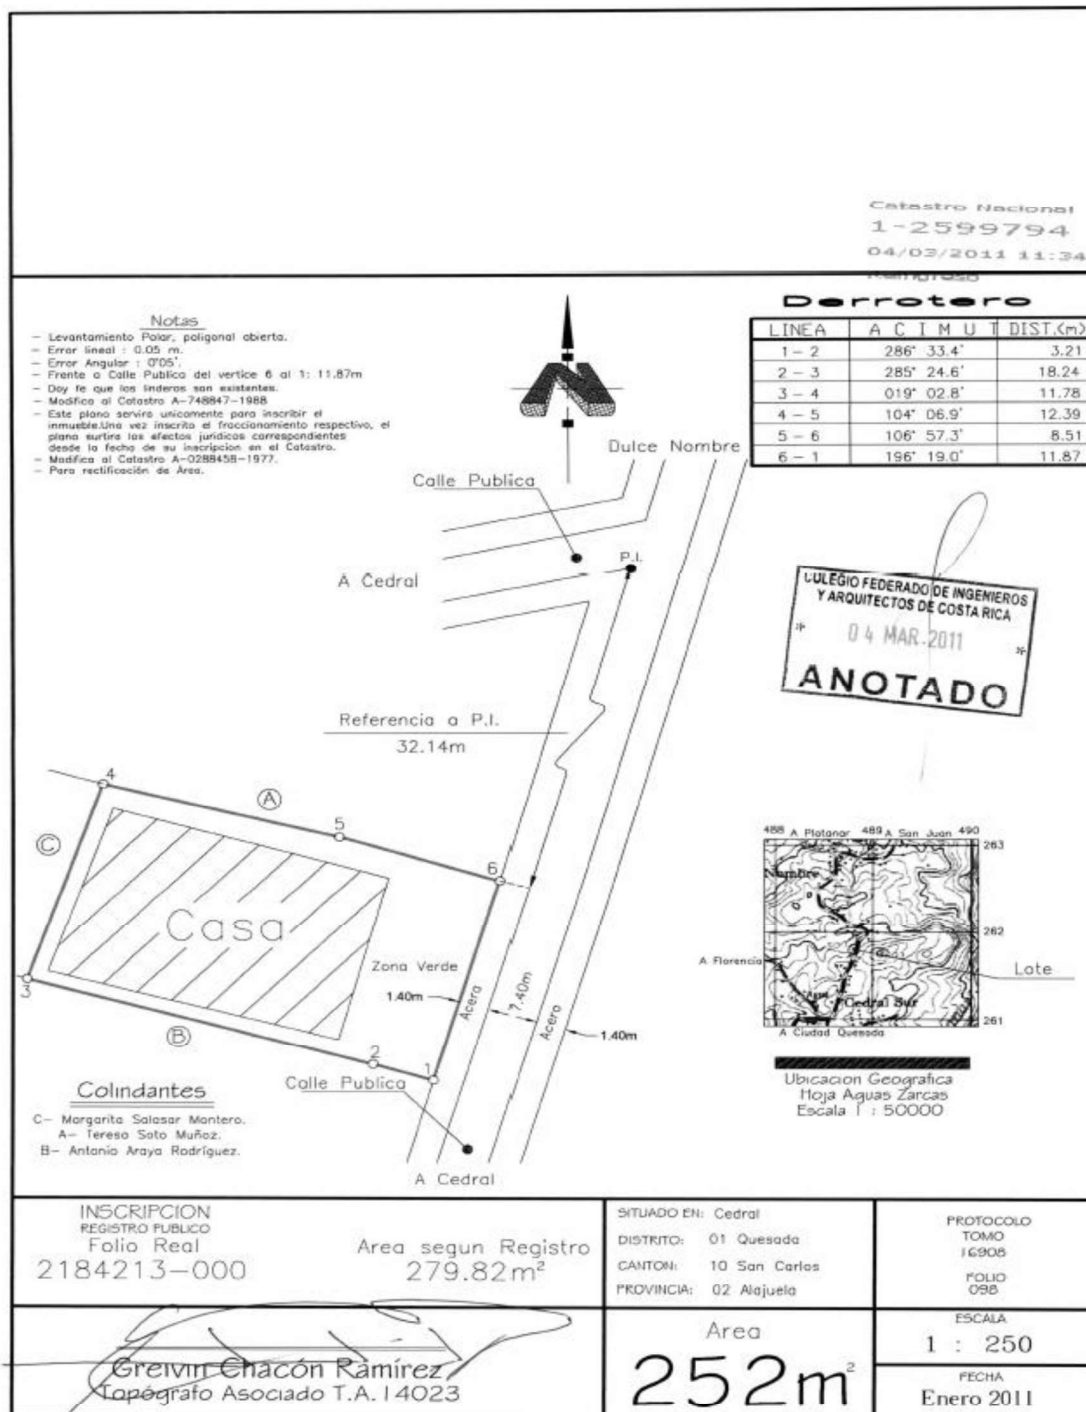 Catastro Nacional
1-2599794
04/03/2011 11:34
Derrotero
LINEA A C I M U T DIST.(m)
1 - 2 286° 33.4' 3.21
2 - 3 285° 24.6' 18.24
3 - 4 019° 02.8' 11.78
4 - 5 104° 06.9' 12.39
5 - 6 106° 57.3' 8.51
6 - 1 196° 19.0' 11.87
Notas
- Levantamiento Polar, poligonal abierta.
- Error lineal : 0.05 m.
- Error Angular : 0°05'.
- Frente a Calle Publica del vertice 6 al 1: 11.87m
- Doy fe que los linderos son existentes.
- Modifica al Catastro A-748847-1988
- Este plano servira unicamente para inscribir el
inmueble.Una vez inscrito el fraccionamiento respectivo, el
plano surtira los efectos juridicos correspondientes
desde la fecha de su inscripcion en el Catastro.
- Modifica al Catastro A-0288458-1977.
- Para rectificación de Area.
N
Dulce Nombre
Calle Publica
P.I.
A Cedral
COLEGIO FEDERADO DE INGENIEROS
Y ARQUITECTOS DE COSTA RICA
* 04 MAR.2011 *
ANOTADO
Referencia a P.I.
32.14m
4
A
5
C
6
Casa
Zona Verde
1.40m
Acera
7.40m
Acera
1.40m
3
B
2
1
Calle Publica
A Cedral
488 A Platanar 489 A San Juan 490
263
Nombre
262
A Florencia
Lote
Cedral Sur
261
A Ciudad Quesada
Ubicacion Geografica
Hoja Aguas Zarcas
Escala 1 : 50000
Colindantes
C- Margarita Salasar Montero.
A- Teresa Soto Muñoz.
B- Antonio Araya Rodríguez.
INSCRIPCION
REGISTRO PUBLICO
Folio Real
2184213-000
Area segun Registro
279.82m²
SITUADO EN: Cedral
DISTRITO: 01 Quesada
CANTON: 10 San Carlos
PROVINCIA: 02 Alajuela
PROTOCOLO
TOMO
16908
FOLIO
098
Greivin Chacón Ramírez
Topógrafo Asociado T.A.14023
Area
252m²
ESCALA
1 : 250
FECHA
Enero 2011